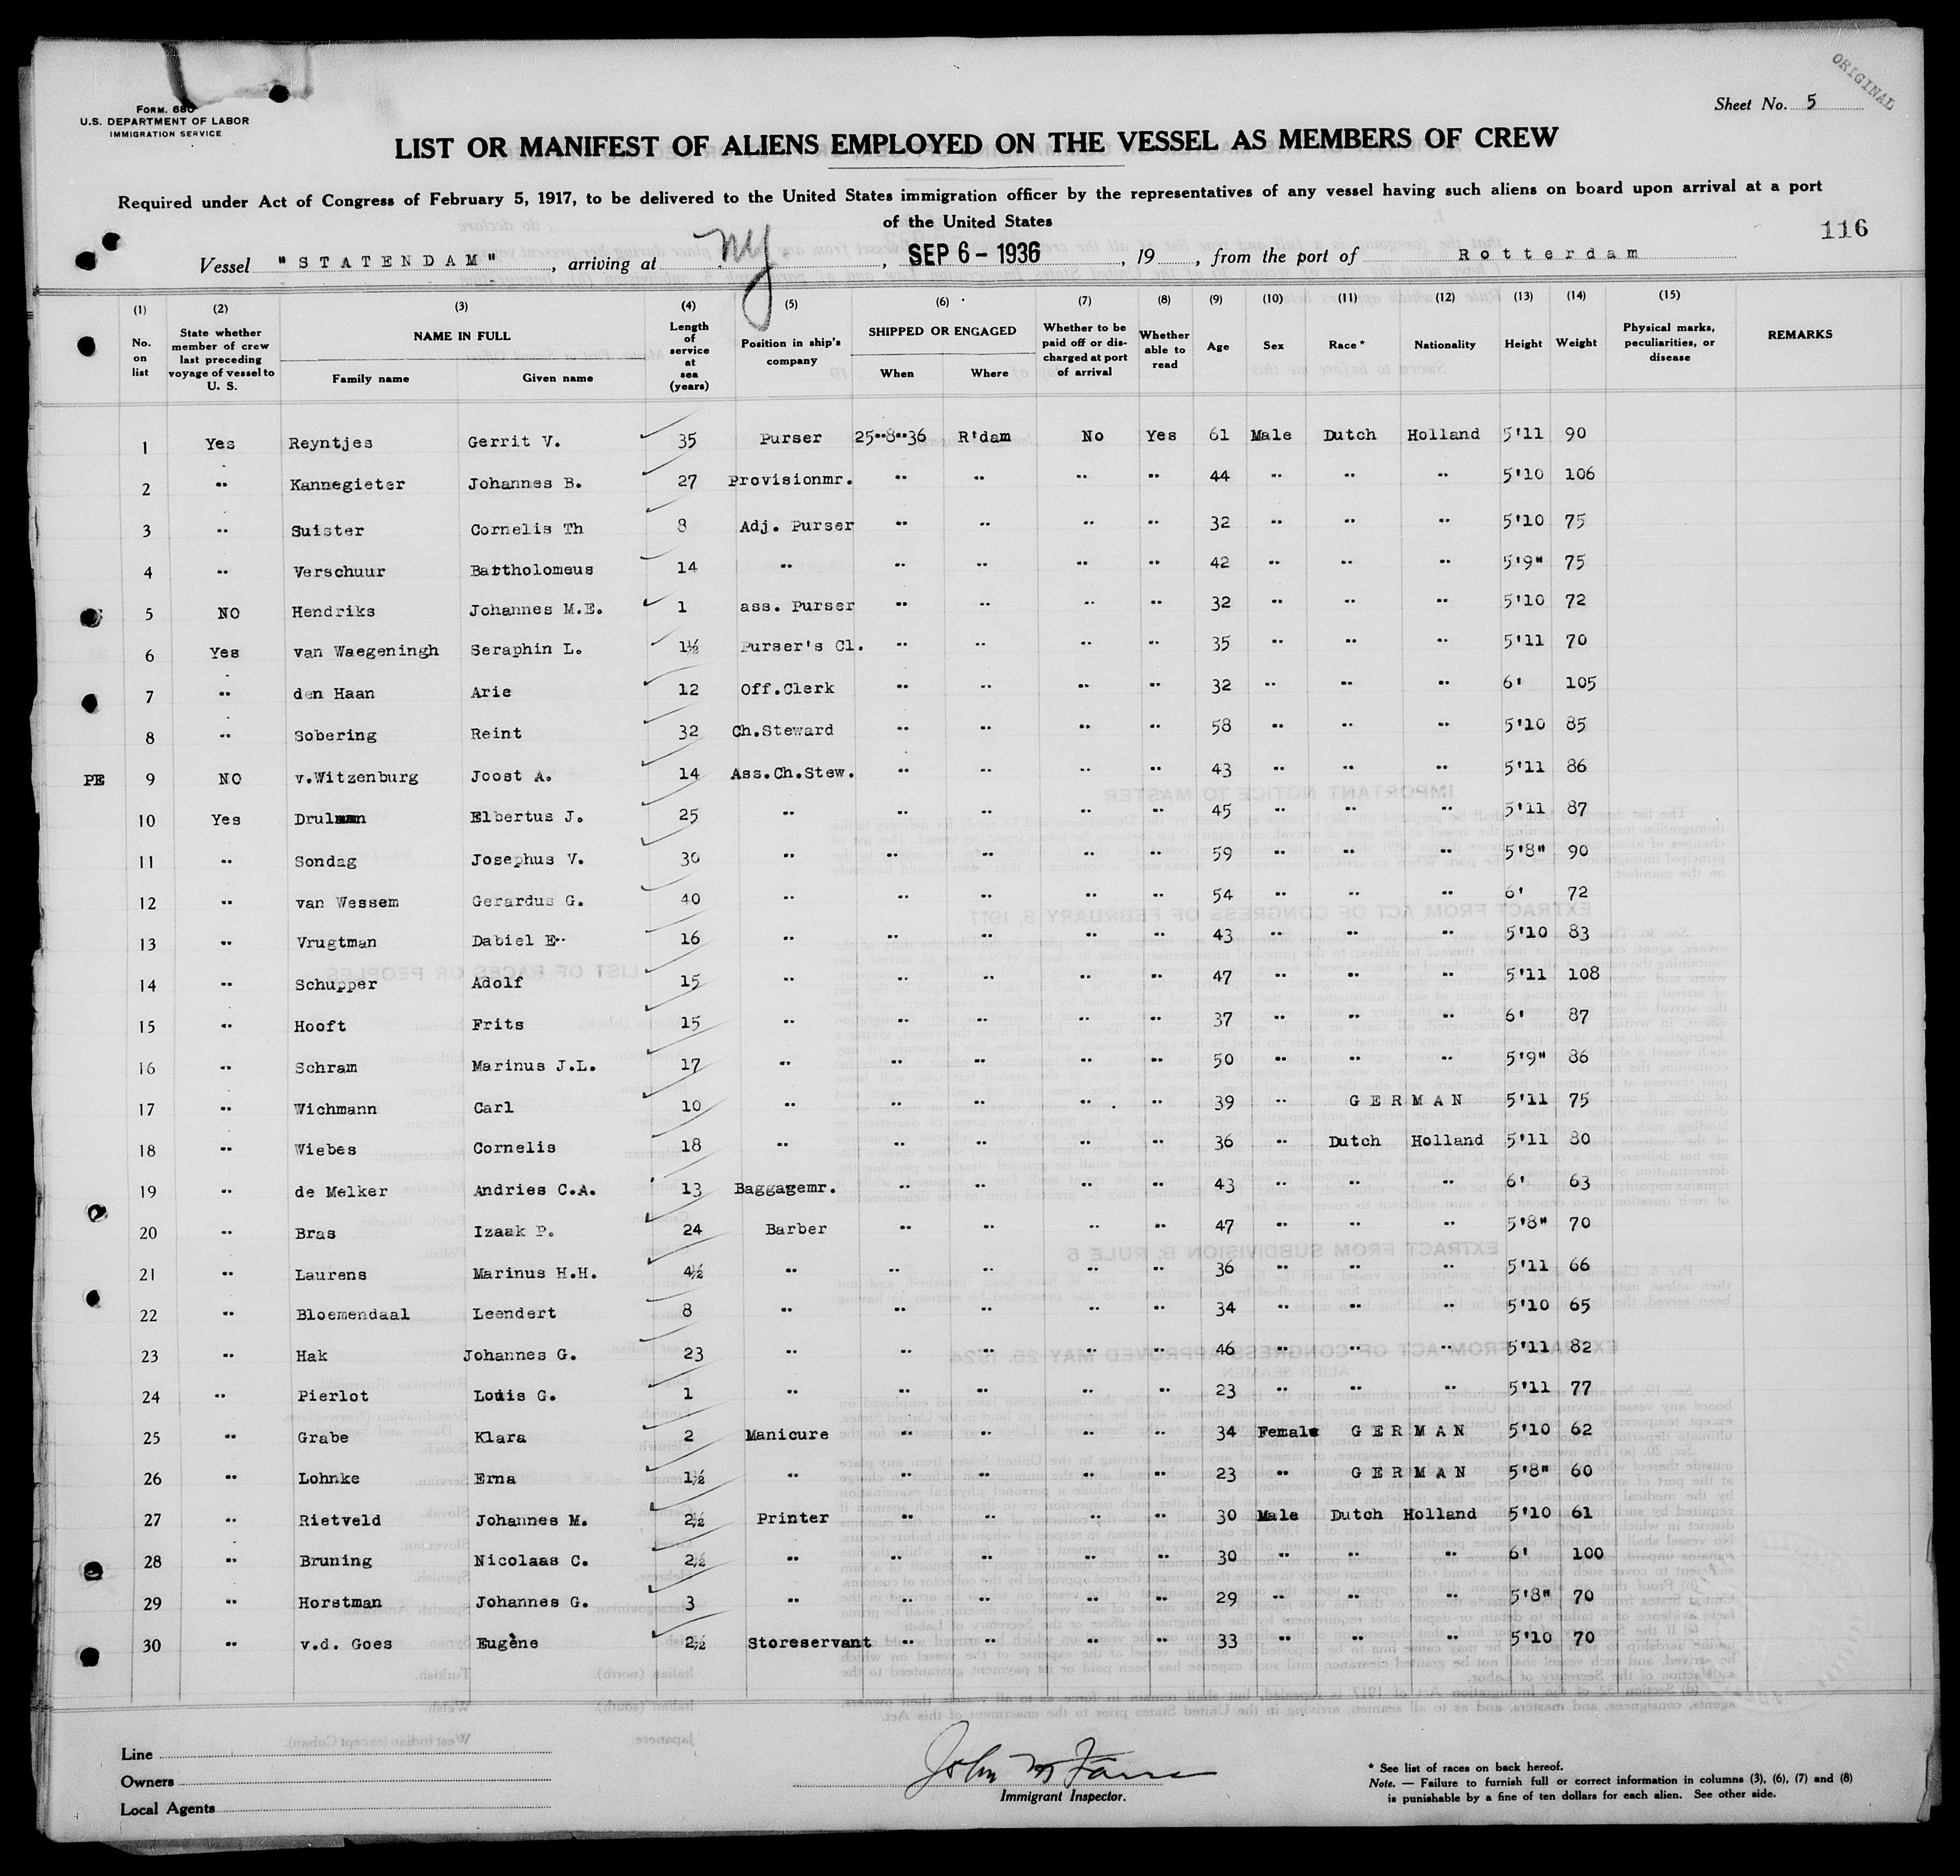 ORIGINAL
Form. 680
U.S. DEPARTMENT OF LABOR
IMMIGRATION SERVICE
Sheet No. 5
LIST OR MANIFEST OF ALIENS EMPLOYED ON THE VESSEL AS MEMBERS OF CREW
Required under Act of Congress of February 5, 1917, to be delivered to the United States immigration officer by the representatives of any vessel having such aliens on board upon arrival at a port
of the United States
116
Vessel "STATENDAM", arriving at NY, SEP 6 - 1936, 19, from the port of Rotterdam
(1) (2) (3) (4) (5) (6) (7) (8) (9) (10) (11) (12) (13) (14) (15)
No. on list State whether member of crew last preceding voyage of vessel to U. S. NAME IN FULL Family name Given name Length of service at sea (years) Position in ship's company SHIPPED OR ENGAGED When Where Whether to be paid off or discharged at port of arrival Whether able to read Age Sex Race* Nationality Height Weight Physical marks, peculiarities, or disease REMARKS
1 Yes Reyntjes Gerrit V. 35 Purser 25"8"36 R'dam No Yes 61 Male Dutch Holland 5'11 90
2 " Kannegieter Johannes B. 27 Provisionmr. " " " " 44 " " " 5'10 106
3 " Suister Cornelis Th 8 Adj. Purser " " " " 32 " " " 5'10 75
4 " Verschuur Bartholomeus 14 " " " " " 42 " " " 5'9" 75
5 NO Hendriks Johannes M.E. 1 ass. Purser " " " " 32 " " " 5'10 72
6 Yes van Waegeningh Seraphin L. 1½ Purser's Cl. " " " " 35 " " " 5'11 70
7 " den Haan Arie 12 Off.Clerk " " " " 32 " " " 6' 105
8 " Sobering Reint 32 Ch.Steward " " " " 58 " " " 5'10 85
PE 9 NO v.Witzenburg Joost A. 14 Ass.Ch.Stew. " " " " 43 " " " 5'11 86
10 Yes Drulman Elbertus J. 25 " " " " " 45 " " " 5'11 87
11 " Sondag Josephus V. 30 " " " " " 59 " " " 5'8" 90
12 " van Wessem Gerardus G. 40 " " " " " 54 " " " 6' 72
13 " Vrugtman Dabiel E. 16 " " " " " 43 " " " 5'10 83
14 " Schupper Adolf 15 " " " " " 47 " " " 5'11 108
15 " Hooft Frits 15 " " " " " 37 " " " 6' 87
16 " Schram Marinus J.L. 17 " " " " " 50 " " " 5'9" 86
17 " Wichmann Carl 10 " " " " " 39 " GERMAN 5'11 75
18 " Wiebes Cornelis 18 " " " " " 36 " Dutch Holland 5'11 80
19 " de Melker Andries C.A. 13 Baggagemr. " " " " 43 " " " 6' 63
20 " Bras Izaak P. 24 Barber " " " " 47 " " " 5'8" 70
21 " Laurens Marinus H.H. 4½ " " " " " 36 " " " 5'11 66
22 " Bloemendaal Leendert 8 " " " " " 34 " " " 5'10 65
23 " Hak Johannes G. 23 " " " " " 46 " " " 5'11 82
24 " Pierlot Louis G. 1 " " " " " 23 " " " 5'11 77
25 " Grabe Klara 2 Manicure " " " " 34 Female GERMAN 5'10 62
26 " Lohnke Erna 1½ " " " " " 23 " GERMAN 5'8" 60
27 " Rietveld Johannes M. 2½ Printer " " " " 30 Male Dutch Holland 5'10 61
28 " Bruning Nicolaas C. 2½ " " " " " 30 " " " 6' 100
29 " Horstman Johannes G. 3 " " " " " 29 " " " 5'8" 70
30 " v.d. Goes Eugène 2½ Storeservant " " " " 33 " " " 5'10 70
Line
Owners
Local Agents
John M
Immigrant Inspector.
* See list of races on back hereof.
Note. — Failure to furnish full or correct information in columns (3), (6), (7) and (8)
is punishable by a fine of ten dollars for each alien. See other side.